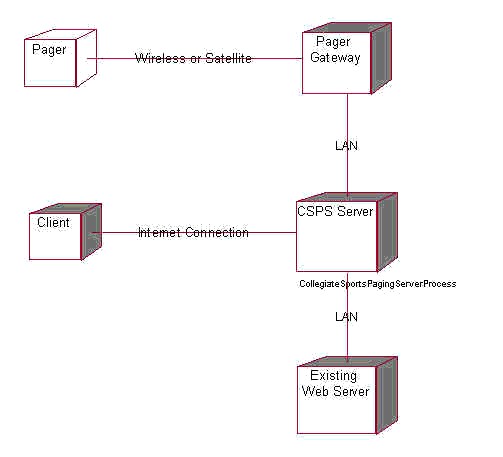 Pager
Wireless or Satellite
Pager
Gateway
LAN
Client
Internet Connection
CSPS Server
CollegiateSportsPagingServerProcess
LAN
Existing
Web Server